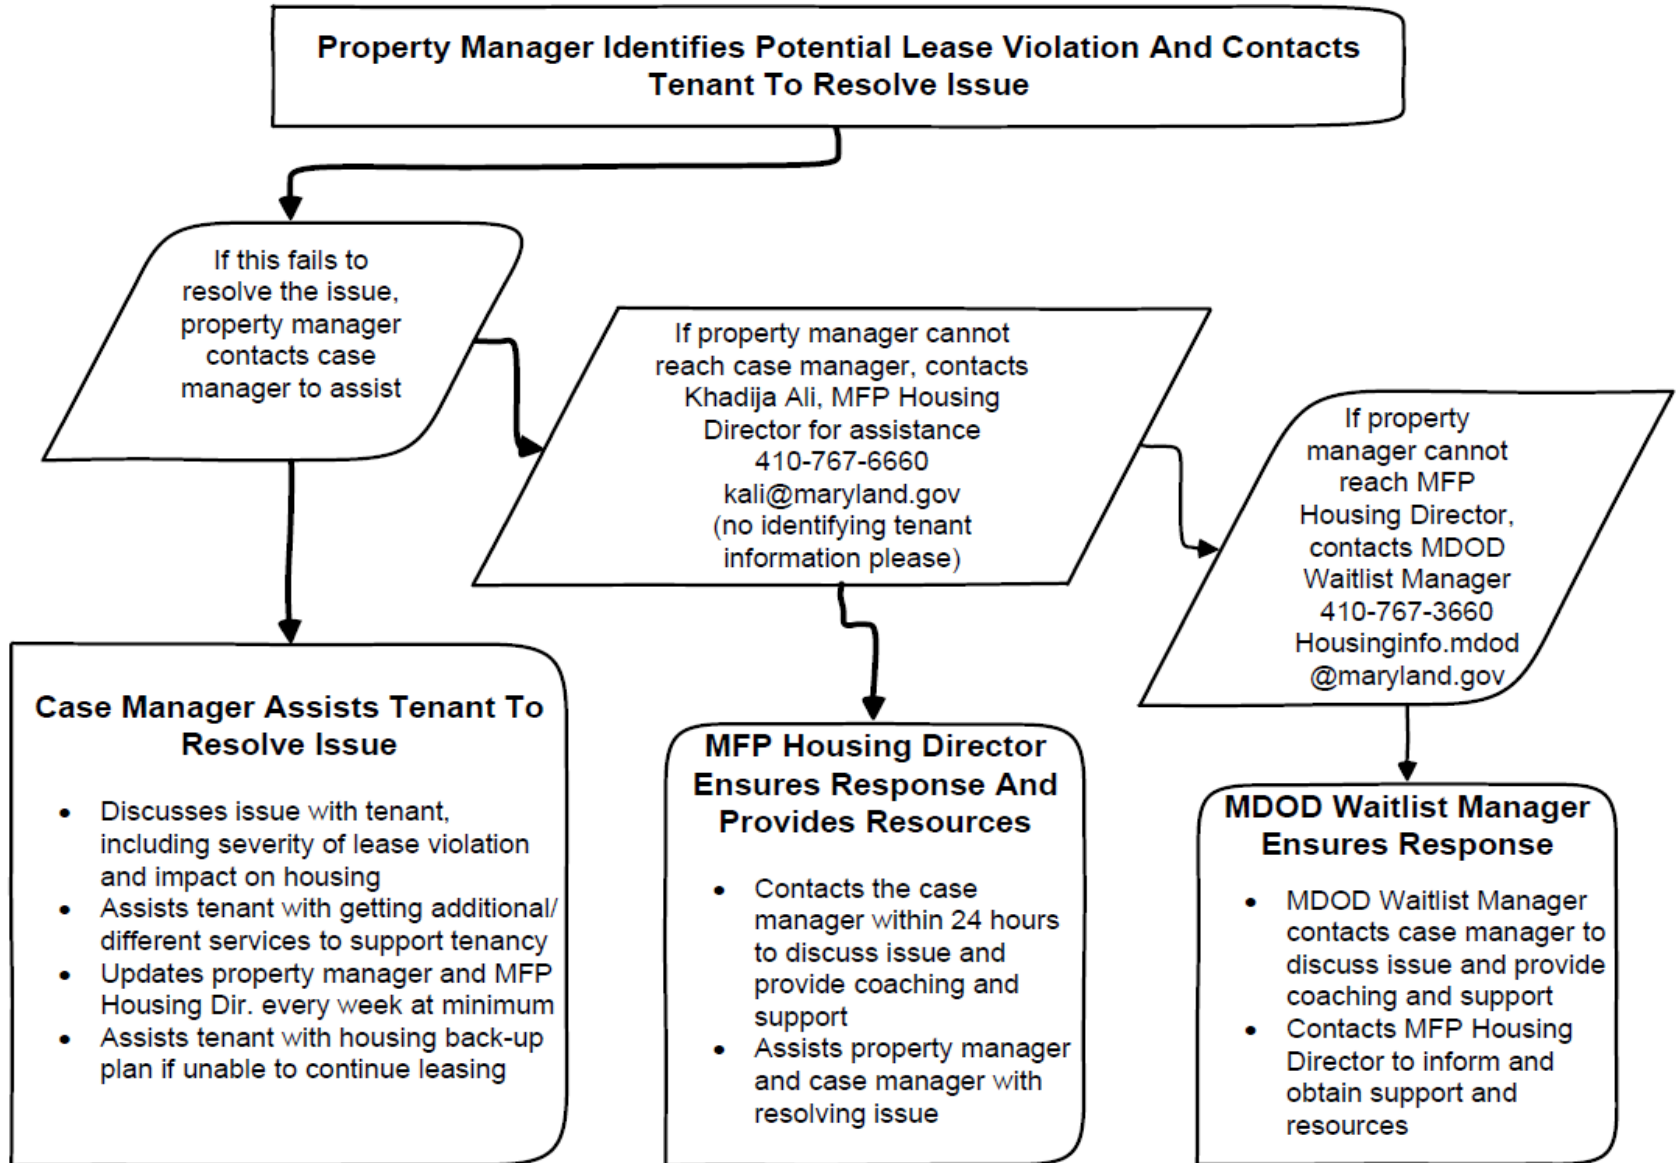 Property Manager Identifies Potential Lease Violation And Contacts
Tenant To Resolve Issue
If this fails to
resolve the issue,
property manager
contacts case
manager to assist
If property manager cannot
reach case manager, contacts
Khadija Ali, MFP Housing
Director for assistance
410-767-6660
kali@maryland.gov
(no identifying tenant
information please)
If property
manager cannot
reach MFP
Housing Director,
contacts MDOD
Waitlist Manager
410-767-3660
Housinginfo.mdod
@maryland.gov
Case Manager Assists Tenant To
Resolve Issue
• Discusses issue with tenant,
including severity of lease violation
and impact on housing
• Assists tenant with getting additional/
different services to support tenancy
• Updates property manager and MFP
Housing Dir. every week at minimum
• Assists tenant with housing back-up
plan if unable to continue leasing
MFP Housing Director
Ensures Response And
Provides Resources
• Contacts the case
manager within 24 hours
to discuss issue and
provide coaching and
support
• Assists property manager
and case manager with
resolving issue
MDOD Waitlist Manager
Ensures Response
• MDOD Waitlist Manager
contacts case manager to
discuss issue and provide
coaching and support
• Contacts MFP Housing
Director to inform and
obtain support and
resources